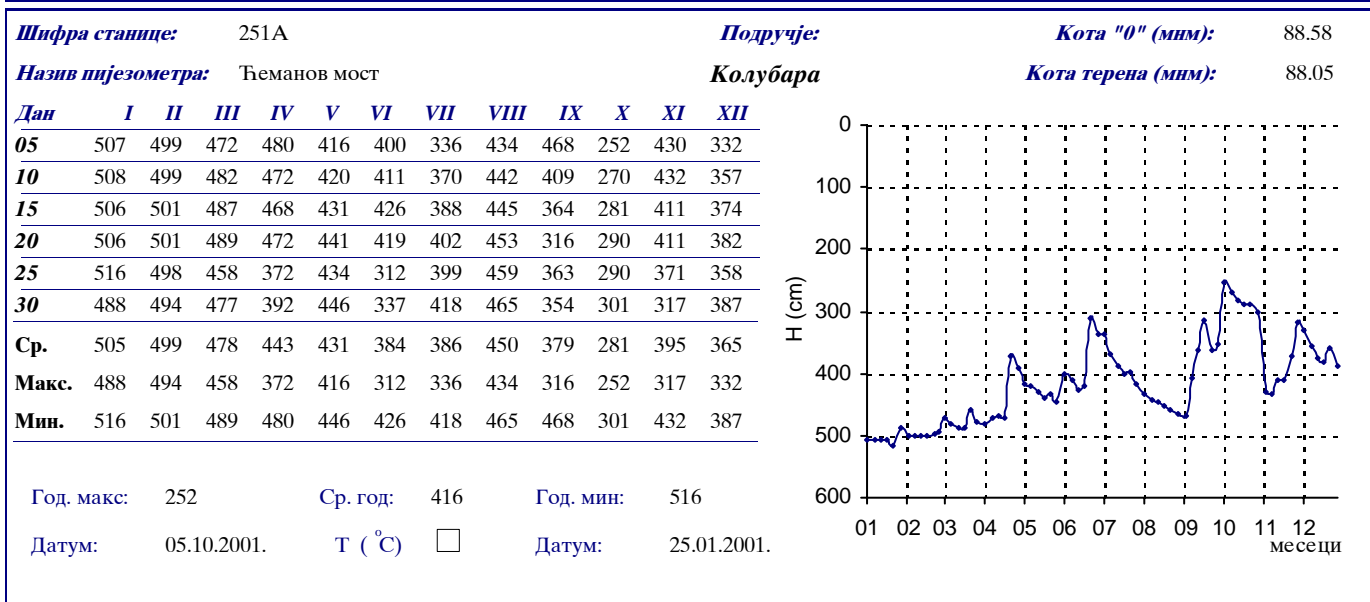 Шифра станице: 251А Подручје: Кота "0" (мнм): 88.58
Назив пијезометра: Ћеманов мост Колубара Кота терена (мнм): 88.05
Дан I II III IV V VI VII VIII IX X XI XII
05 507 499 472 480 416 400 336 434 468 252 430 332
10 508 499 482 472 420 411 370 442 409 270 432 357
15 506 501 487 468 431 426 388 445 364 281 411 374
20 506 501 489 472 441 419 402 453 316 290 411 382
25 516 498 458 372 434 312 399 459 363 290 371 358
30 488 494 477 392 446 337 418 465 354 301 317 387
Ср. 505 499 478 443 431 384 386 450 379 281 395 365
Макс. 488 494 458 372 416 312 336 434 316 252 317 332
Мин. 516 501 489 480 446 426 418 465 468 301 432 387
Год. макс: 252 Ср. год: 416 Год. мин: 516
Датум: 05.10.2001. Т ( °C) Датум: 25.01.2001.
H (cm)
0
100
200
300
400
500
600
01 02 03 04 05 06 07 08 09 10 11 12
месеци